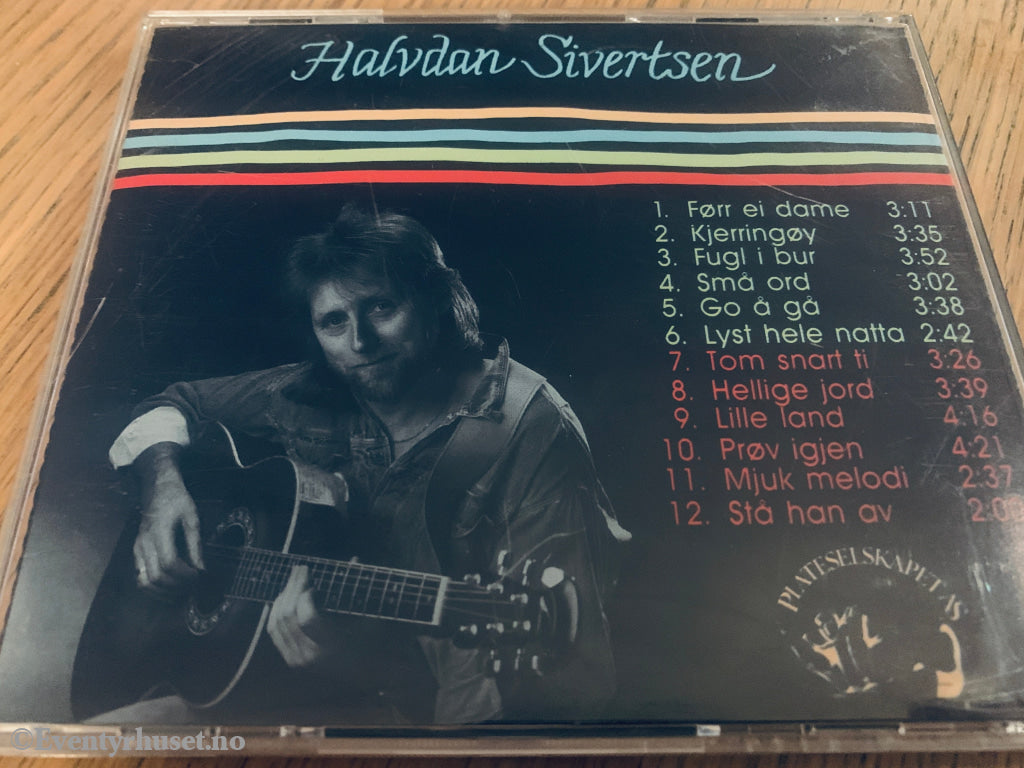 Halvdan Sivertsen
1. Førr ei dame 3:11
2. Kjerringøy 3:35
3. Fugl i bur 3:52
4. Små ord 3:02
5. Go å gå 3:38
6. Lyst hele natta 2:42
7. Tom snart ti 3:26
8. Hellige jord 3:39
9. Lille land 4:16
10. Prøv igjen 4:21
11. Mjuk melodi 2:37
12. Stå han av
PLATESELSKAPET AS
©Eventyrhuset.no